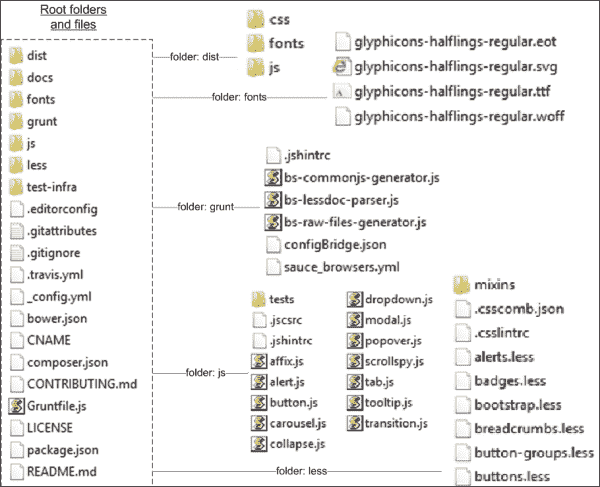 Root folders
and files
dist
docs
fonts
grunt
js
less
test-infra
.editorconfig
.gitattributes
.gitignore
.travis.yml
_config.yml
bower.json
CNAME
composer.json
CONTRIBUTING.md
Gruntfile.js
LICENSE
package.json
README.md
folder: dist
css
fonts
js
folder: fonts
glyphicons-halflings-regular.eot
glyphicons-halflings-regular.svg
glyphicons-halflings-regular.ttf
glyphicons-halflings-regular.woff
folder: grunt
.jshintrc
bs-commonjs-generator.js
bs-lessdoc-parser.js
bs-raw-files-generator.js
configBridge.json
sauce_browsers.yml
folder: js
tests
.jscsrc
.jshintrc
affix.js
alert.js
button.js
carousel.js
collapse.js
dropdown.js
modal.js
popover.js
scrollspy.js
tab.js
tooltip.js
transition.js
folder: less
mixins
.csscomb.json
.csslintrc
alerts.less
badges.less
bootstrap.less
breadcrumbs.less
button-groups.less
buttons.less